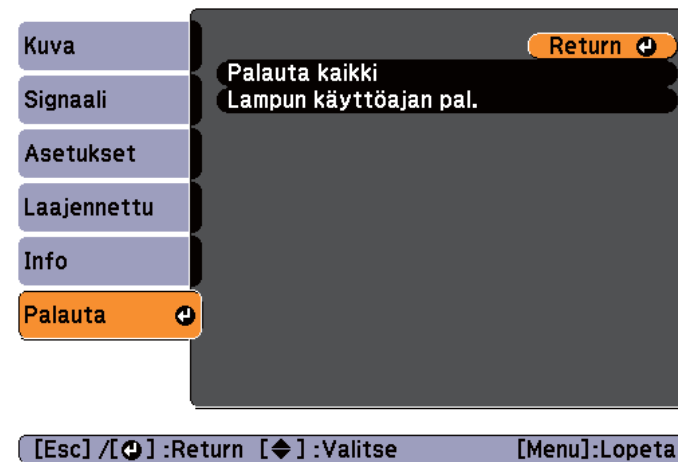 Kuva
Signaali
Asetukset
Laajennettu
Info
Palauta
Return
Palauta kaikki
Lampun käyttöajan pal.
[Esc] /[ ] :Return [ ] :Valitse [Menu]:Lopeta